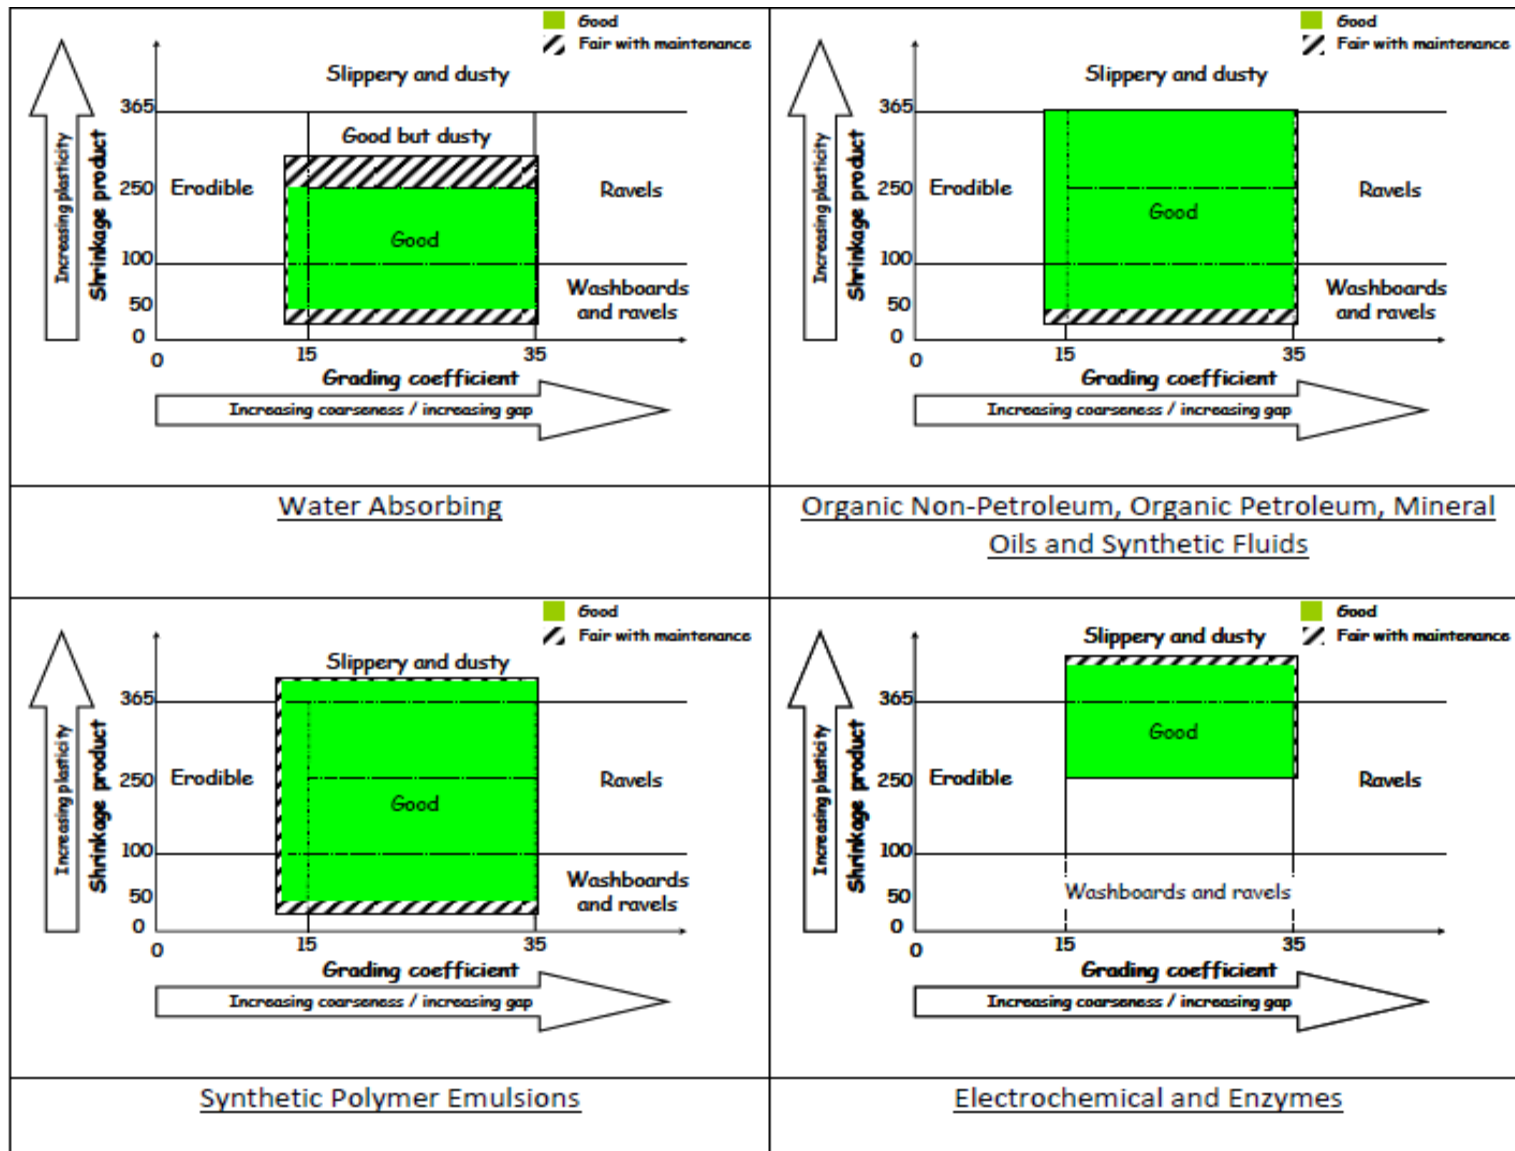 Good
Fair with maintenance
Slippery and dusty
365
Good but dusty
250
Erodible
Ravels
Good
100
Washboards
and ravels
50
0
0
15
35
Increasing plasticity
Shrinkage product
Grading coefficient
Increasing coarseness / increasing gap
Water Absorbing
Good
Fair with maintenance
Slippery and dusty
365
250
Erodible
Ravels
Good
100
Washboards
and ravels
50
0
0
15
35
Increasing plasticity
Shrinkage product
Grading coefficient
Increasing coarseness / increasing gap
Organic Non-Petroleum, Organic Petroleum, Mineral
Oils and Synthetic Fluids
Good
Fair with maintenance
Slippery and dusty
365
250
Erodible
Ravels
Good
100
Washboards
and ravels
50
0
0
15
35
Increasing plasticity
Shrinkage product
Grading coefficient
Increasing coarseness / increasing gap
Synthetic Polymer Emulsions
Good
Fair with maintenance
Slippery and dusty
365
Good
250
Erodible
Ravels
100
Washboards and ravels
50
0
0
15
35
Increasing plasticity
Shrinkage product
Grading coefficient
Increasing coarseness / increasing gap
Electrochemical and Enzymes